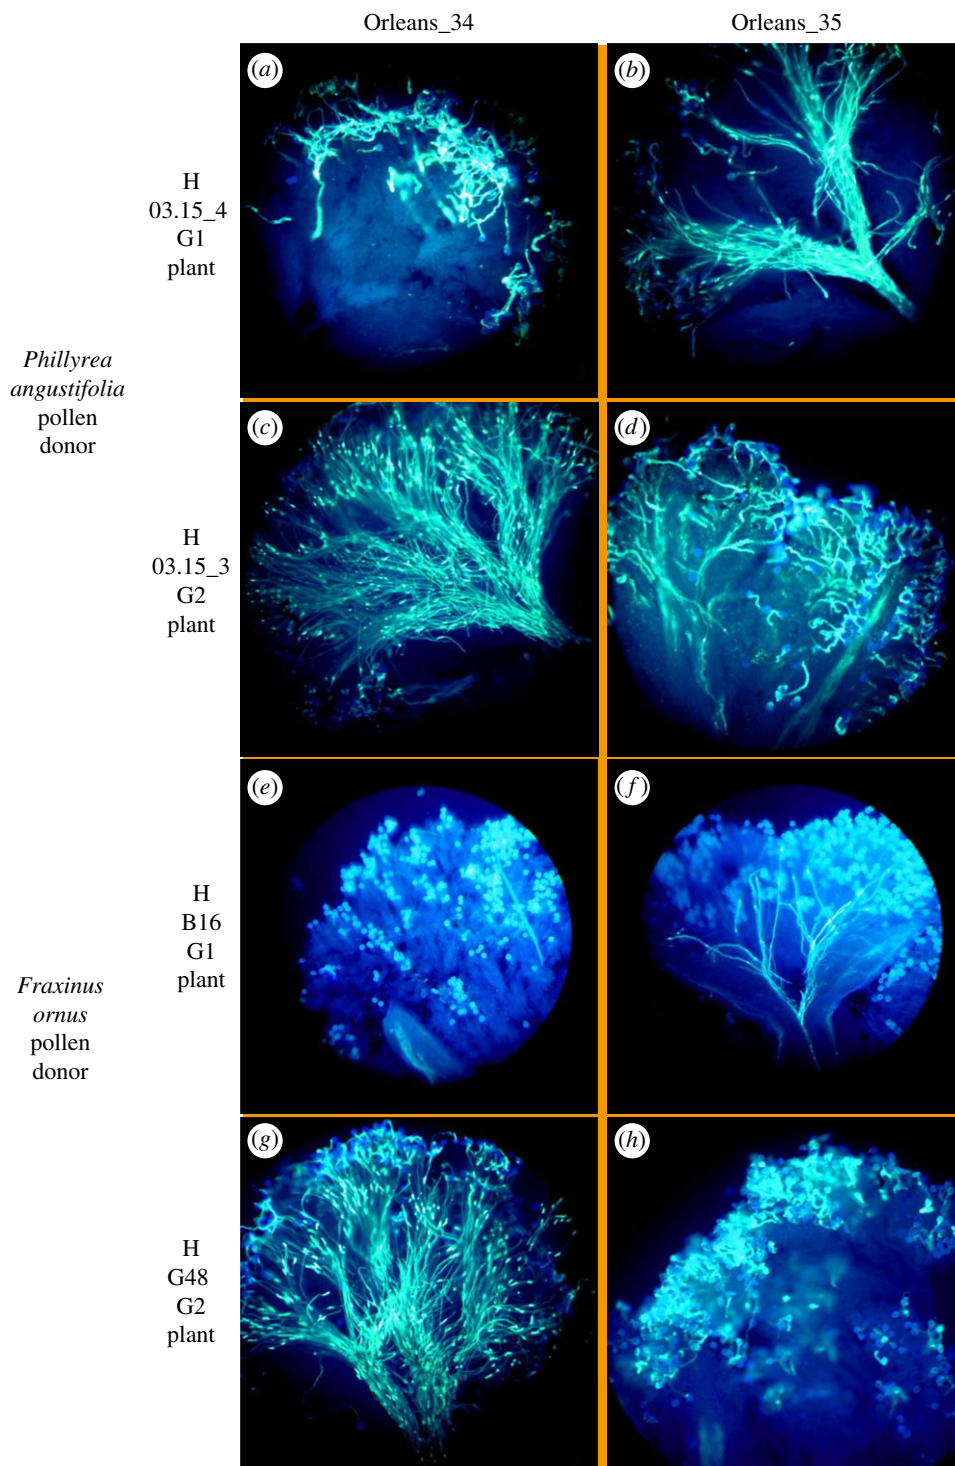 Orleans_34
Orleans_35
(a)
(b)
H
03.15_4
G1
plant
Phillyrea
angustifolia
pollen
donor
(c)
(d)
H
03.15_3
G2
plant
(e)
(f)
H
B16
G1
plant
Fraxinus
ornus
pollen
donor
(g)
(h)
H
G48
G2
plant